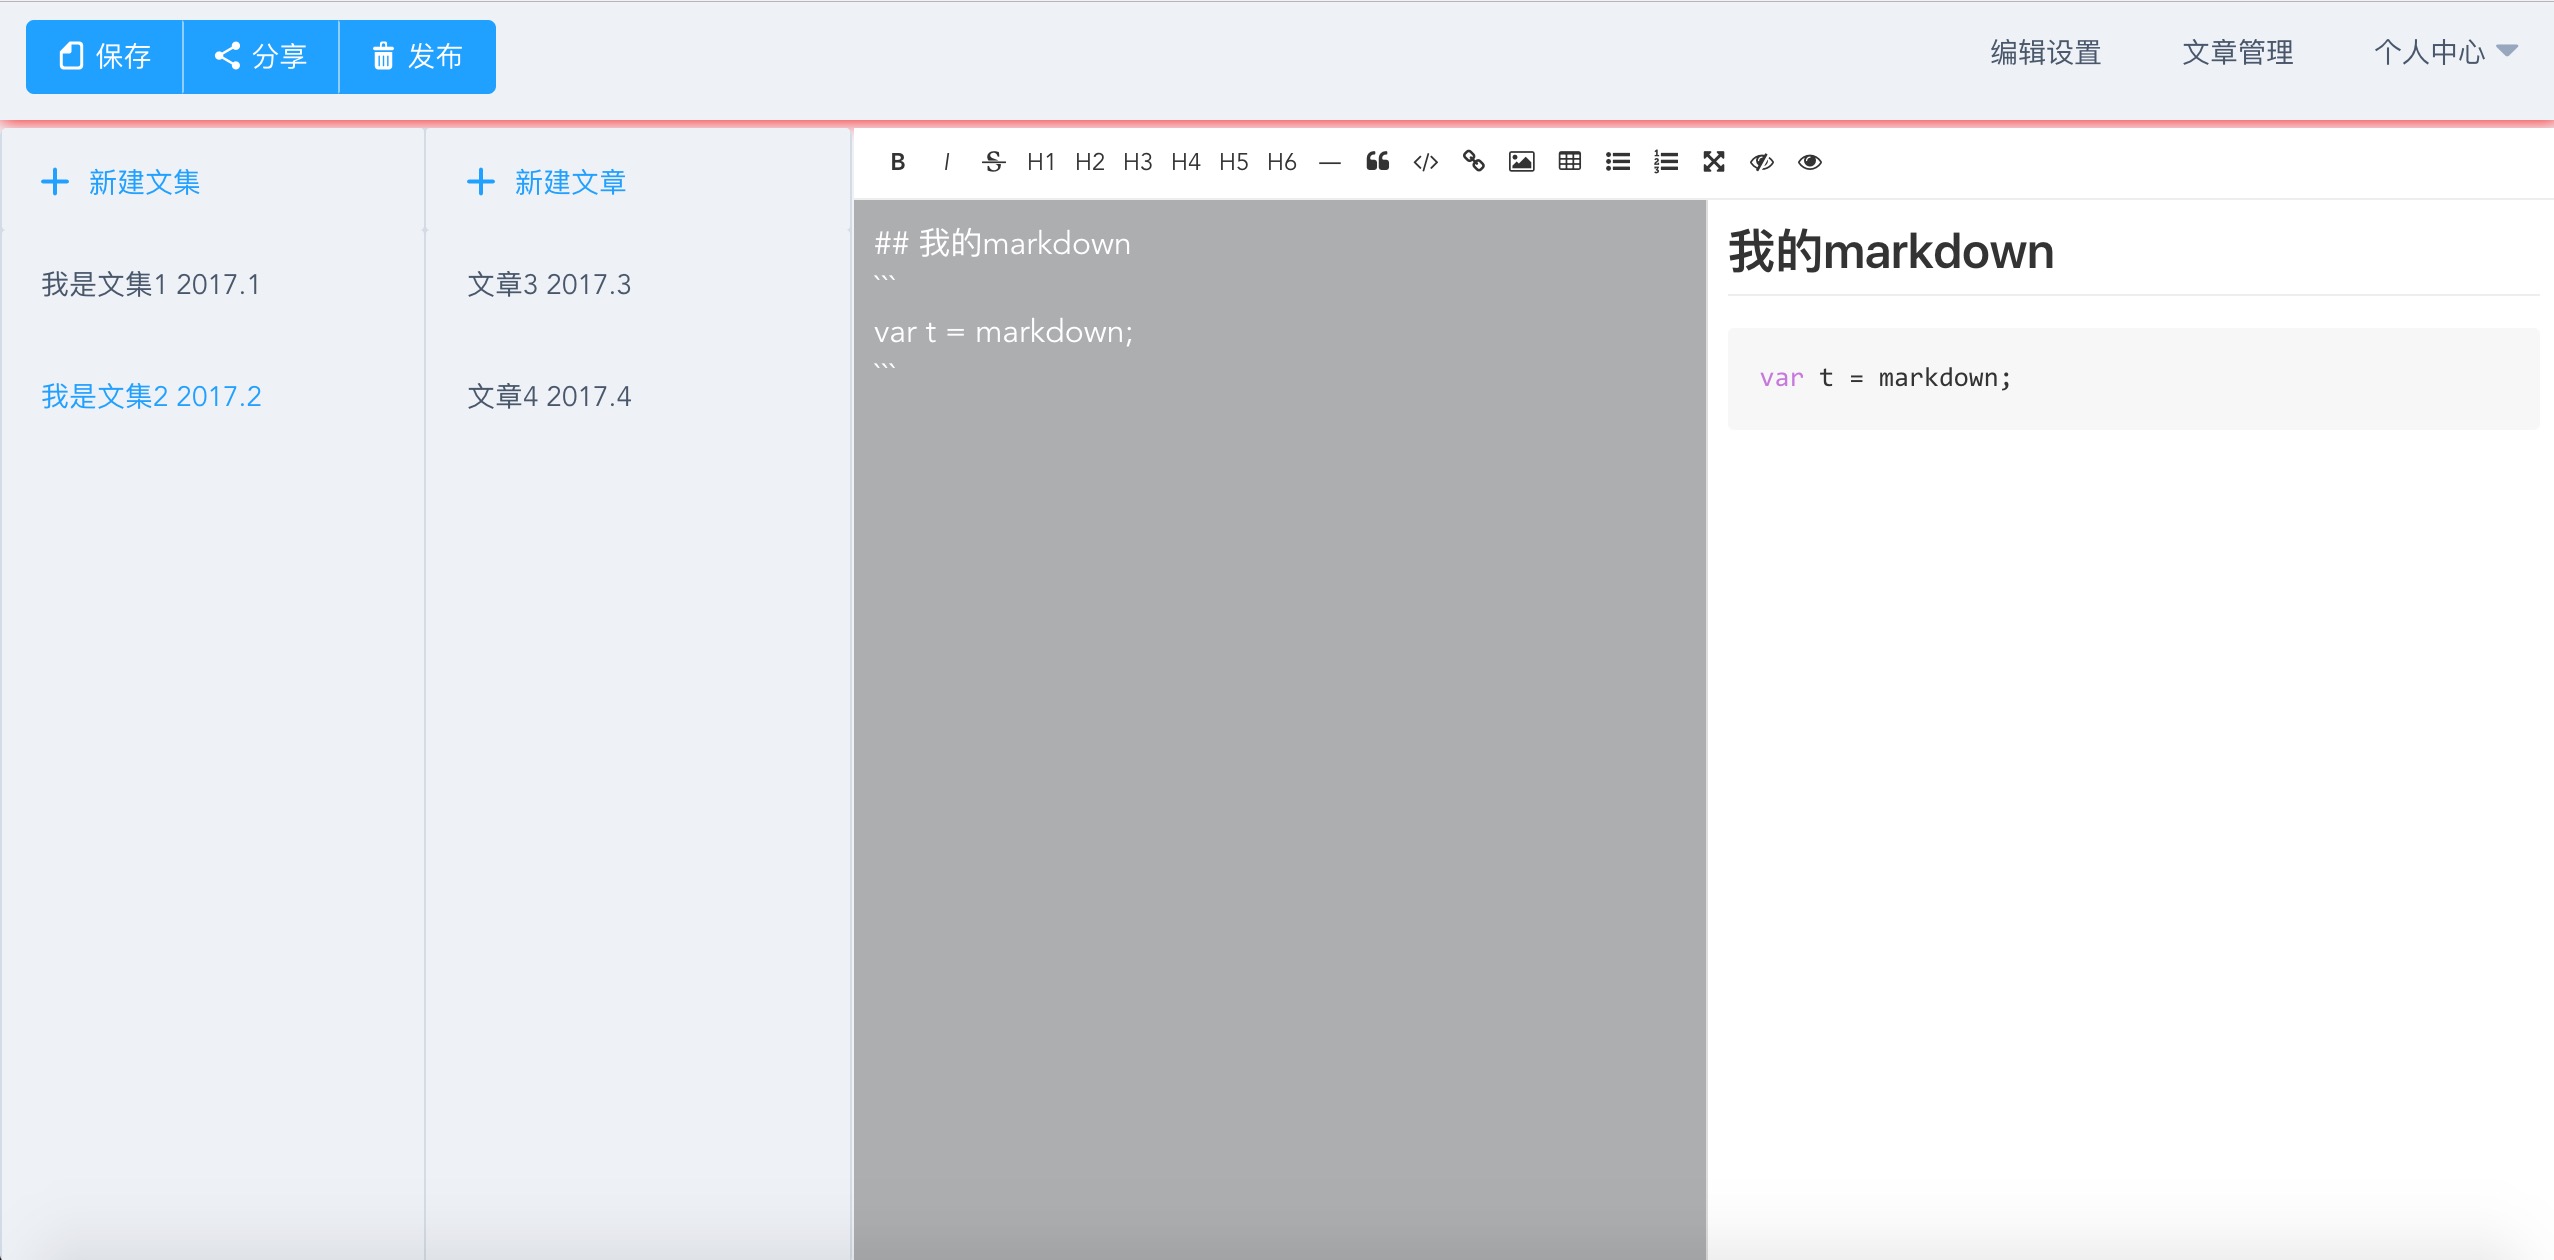 保存 分享 发布
编辑设置 文章管理 个人中心
新建文集
我是文集1 2017.1
我是文集2 2017.2
新建文章
文章3 2017.3
文章4 2017.4
B I S H1 H2 H3 H4 H5 H6
## 我的markdown
```
var t = markdown;
```
我的markdown
var t = markdown;